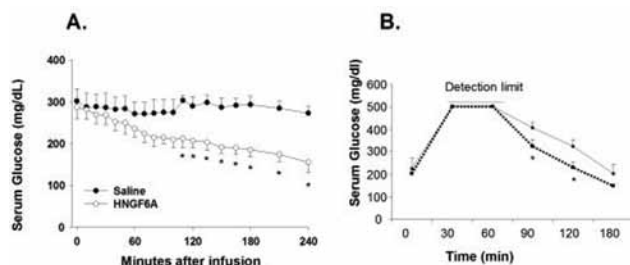 A.
Serum Glucose (mg/dL)
400
300
200
100
0
* * * * * * * *
Saline
HNGF6A
0 60 120 180 240
Minutes after infusion
B.
Serum Glucose (mg/dl)
600
500
400
300
200
100
0
Detection limit
* *
0 30 60 90 120 180
Time (min)